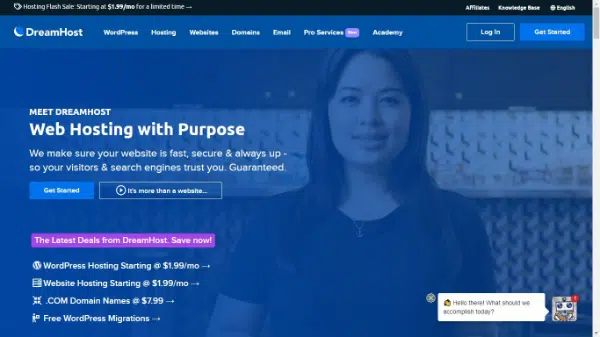 Hosting Flash Sale: Starting at $1.99/mo for a limited time →
Affiliates Knowledge Base English
DreamHost WordPress Hosting Websites Domains Email Pro Services New Academy Log In Get Started
MEET DREAMHOST
Web Hosting with Purpose
We make sure your website is fast, secure & always up -
so your visitors & search engines trust you. Guaranteed.
Get Started It's more than a website...
The Latest Deals from DreamHost. Save now!
WordPress Hosting Starting @ $1.99/mo →
Website Hosting Starting @ $1.99/mo →
.COM Domain Names @ $7.99 →
Free WordPress Migrations →
Hello there! What should we
accomplish today?
1